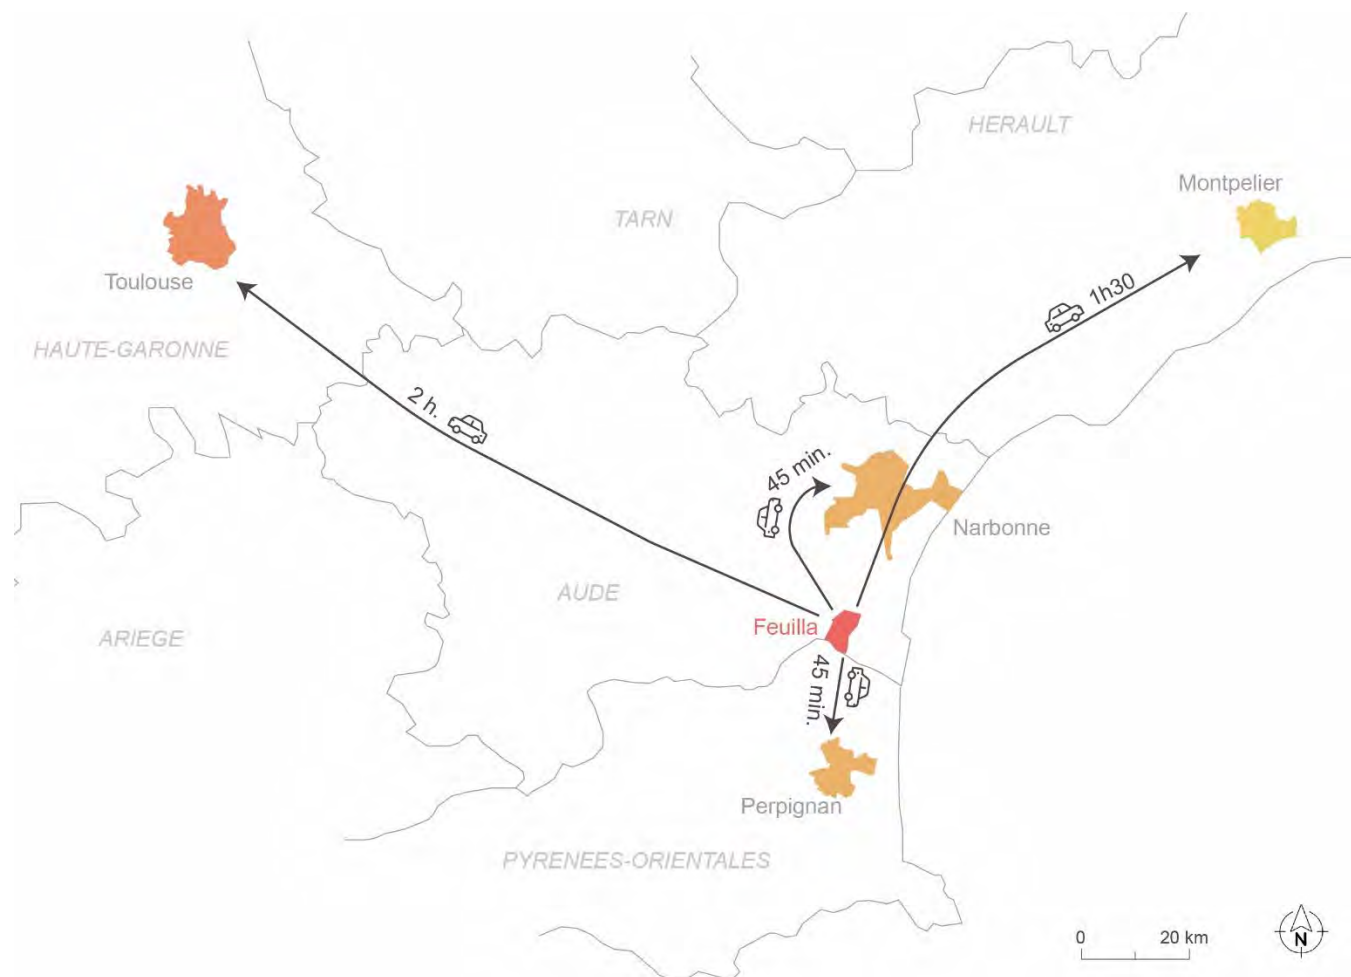 HERAULT
Montpelier
TARN
Toulouse
1h30
HAUTE-GARONNE
2 h.
45 min.
Narbonne
AUDE
Feuilla
ARIEGE
45 min.
Perpignan
PYRENEES-ORIENTALES
0 20 km
N